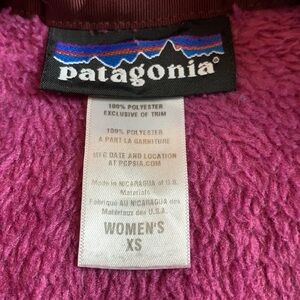 patagonia®
100% POLYESTER
EXCLUSIVE OF TRIM
100% POLYESTER
A PART LA GARNITURE
MFG DATE AND LOCATION
AT PCPSIA.COM
Made in NICARAGUA of U.S.
Materials
Fabriqué AU NICARAGUA des
Matériaux des U.S.A.
WOMEN'S
XS